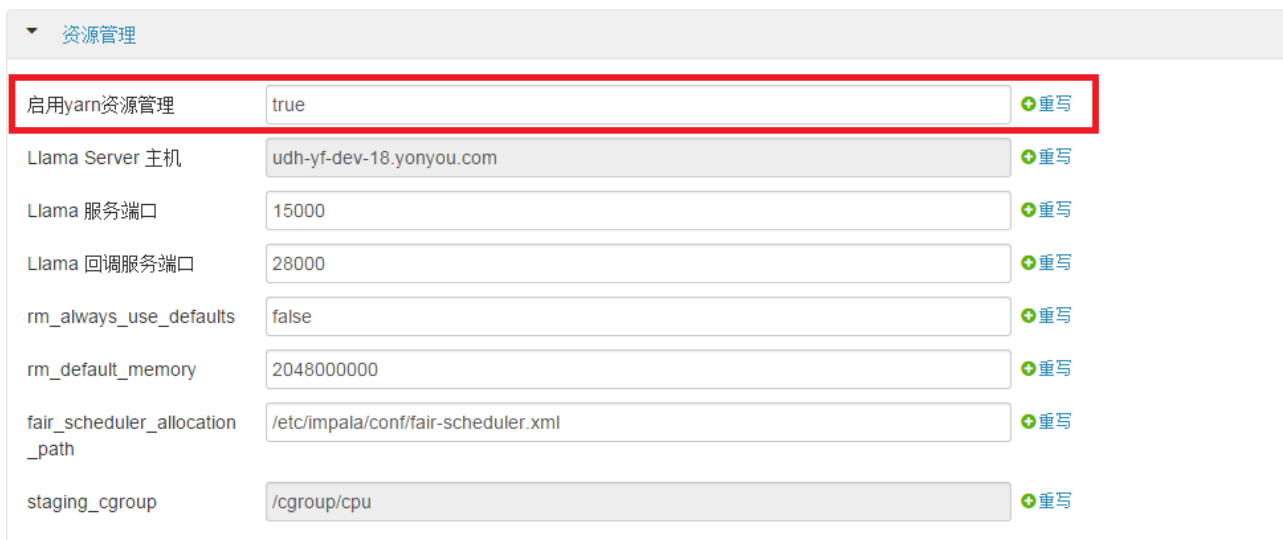 资源管理
启用yarn资源管理 true 重写
Llama Server 主机 udh-yf-dev-18.yonyou.com 重写
Llama 服务端口 15000 重写
Llama 回调服务端口 28000 重写
rm_always_use_defaults false 重写
rm_default_memory 2048000000 重写
fair_scheduler_allocation /etc/impala/conf/fair-scheduler.xml 重写
_path
staging_cgroup /cgroup/cpu 重写